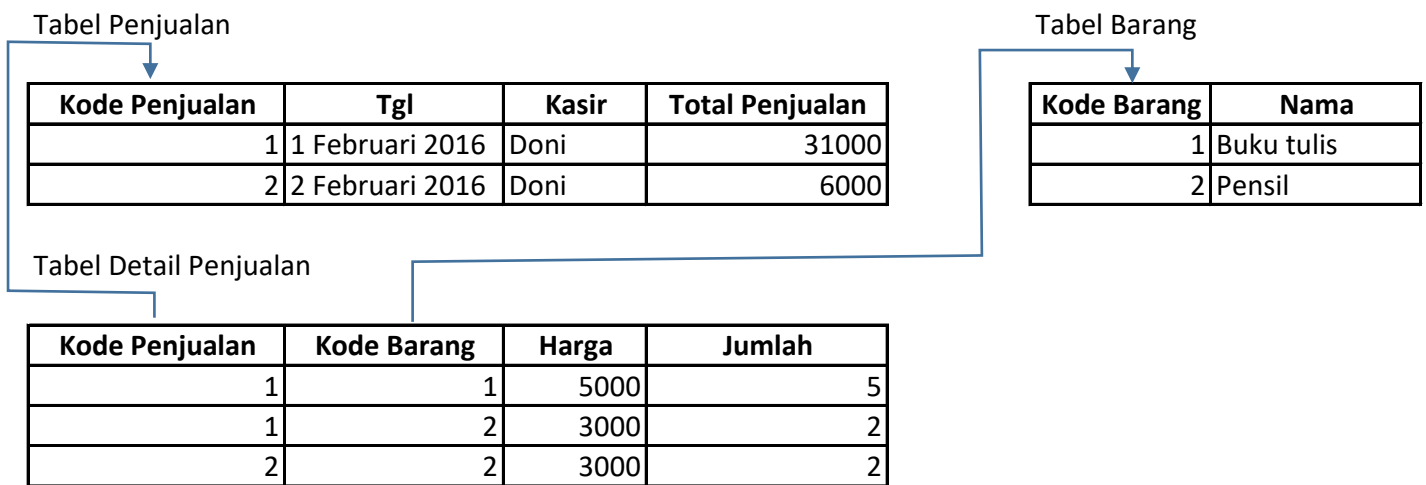 Tabel Penjualan
Kode Penjualan Tgl Kasir Total Penjualan
1 1 Februari 2016 Doni 31000
2 2 Februari 2016 Doni 6000
Tabel Barang
Kode Barang Nama
1 Buku tulis
2 Pensil
Tabel Detail Penjualan
Kode Penjualan Kode Barang Harga Jumlah
1 1 5000 5
1 2 3000 2
2 2 3000 2